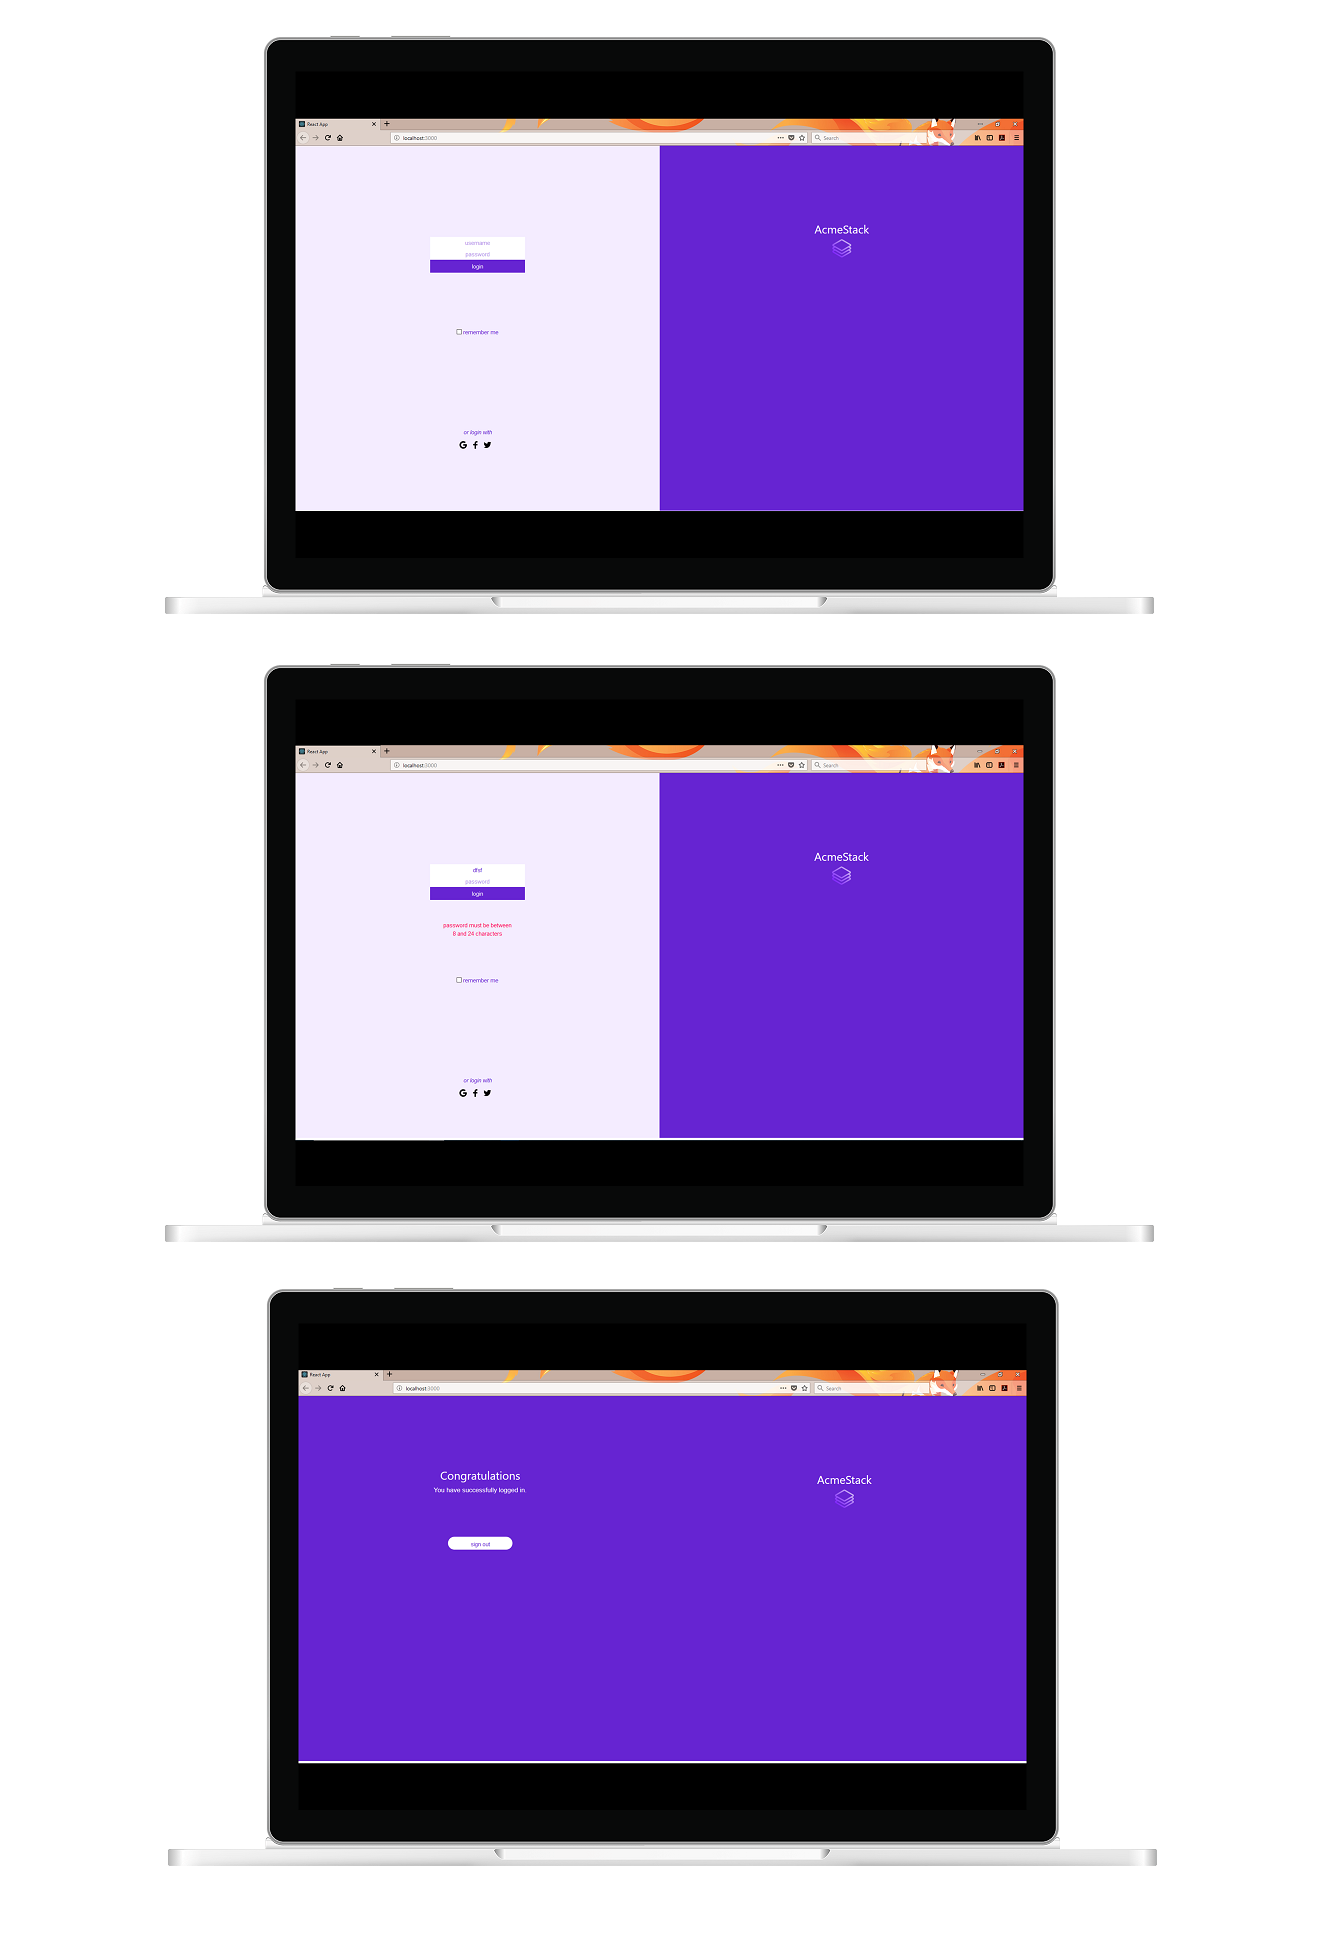 React App
localhost:3000
Search
username
password
login
remember me
or login with
AcmeStack
React App
localhost:3000
Search
dfsf
password
login
password must be between
8 and 24 characters
remember me
or login with
AcmeStack
React App
localhost:3000
Search
Congratulations
You have successfully logged in.
sign out
AcmeStack